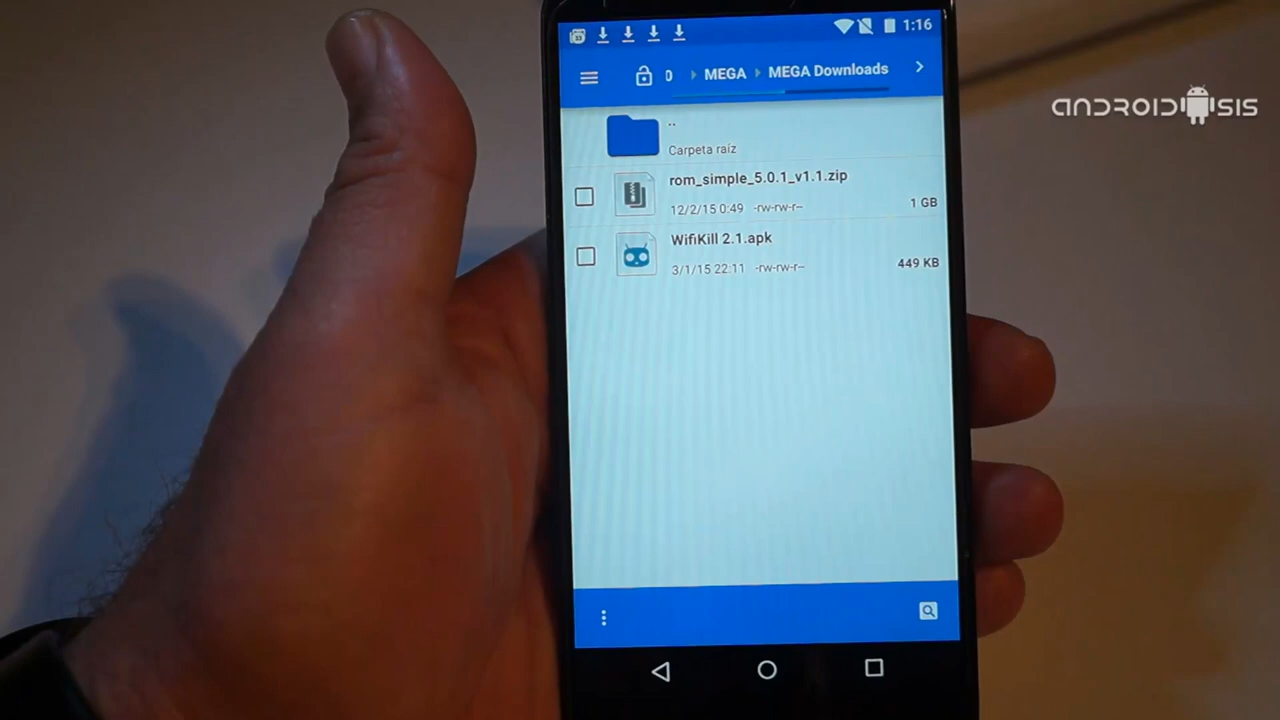 1:16
MEGA
MEGA Downloads
..
Carpeta raíz
rom_simple_5.0.1_v1.1.zip
12/2/15 0:49 -rw-rw-r--
1 GB
WifiKill 2.1.apk
3/1/15 22:11 -rw-rw-r--
449 KB
ANDROIDSIS